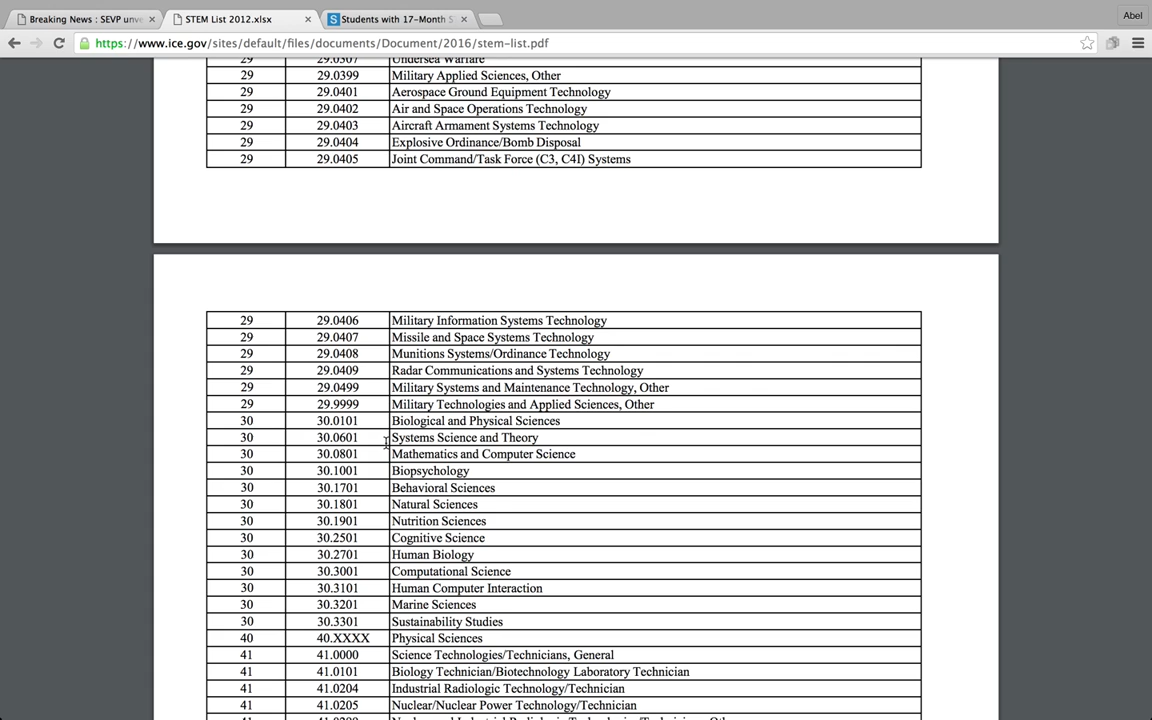 Breaking News : SEVP unve
STEM List 2012.xlsx
Students with 17-Month S
Abel
https://www.ice.gov/sites/default/files/documents/Document/2016/stem-list.pdf
29 29.0307 Undersea Warfare
29 29.0399 Military Applied Sciences, Other
29 29.0401 Aerospace Ground Equipment Technology
29 29.0402 Air and Space Operations Technology
29 29.0403 Aircraft Armament Systems Technology
29 29.0404 Explosive Ordinance/Bomb Disposal
29 29.0405 Joint Command/Task Force (C3, C4I) Systems
29 29.0406 Military Information Systems Technology
29 29.0407 Missile and Space Systems Technology
29 29.0408 Munitions Systems/Ordinance Technology
29 29.0409 Radar Communications and Systems Technology
29 29.0499 Military Systems and Maintenance Technology, Other
29 29.9999 Military Technologies and Applied Sciences, Other
30 30.0101 Biological and Physical Sciences
30 30.0601 Systems Science and Theory
30 30.0801 Mathematics and Computer Science
30 30.1001 Biopsychology
30 30.1701 Behavioral Sciences
30 30.1801 Natural Sciences
30 30.1901 Nutrition Sciences
30 30.2501 Cognitive Science
30 30.2701 Human Biology
30 30.3001 Computational Science
30 30.3101 Human Computer Interaction
30 30.3201 Marine Sciences
30 30.3301 Sustainability Studies
40 40.XXXX Physical Sciences
41 41.0000 Science Technologies/Technicians, General
41 41.0101 Biology Technician/Biotechnology Laboratory Technician
41 41.0204 Industrial Radiologic Technology/Technician
41 41.0205 Nuclear/Nuclear Power Technology/Technician